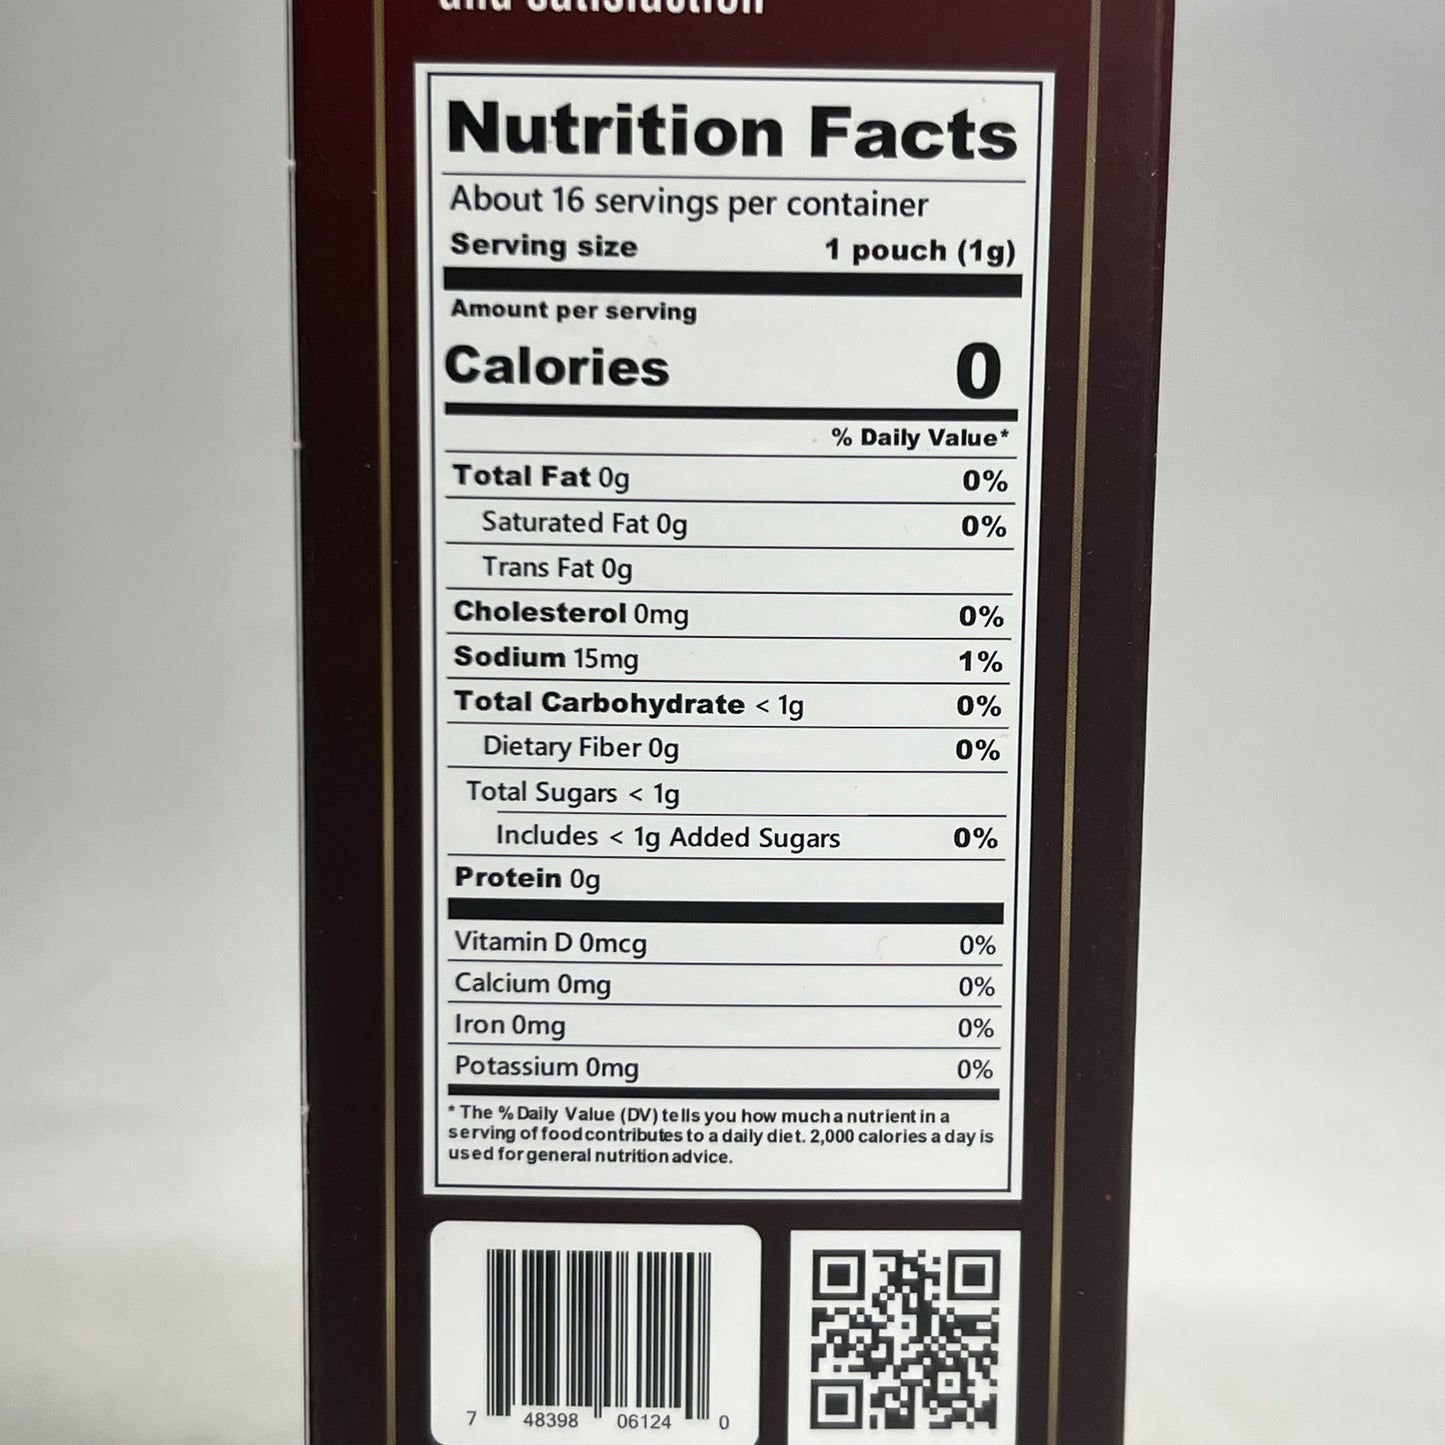 and satisfaction
Nutrition Facts
About 16 servings per container
Serving size 1 pouch (1g)
Amount per serving
Calories 0
% Daily Value*
Total Fat 0g 0%
Saturated Fat 0g 0%
Trans Fat 0g
Cholesterol 0mg 0%
Sodium 15mg 1%
Total Carbohydrate < 1g 0%
Dietary Fiber 0g 0%
Total Sugars < 1g
Includes < 1g Added Sugars 0%
Protein 0g
Vitamin D 0mcg 0%
Calcium 0mg 0%
Iron 0mg 0%
Potassium 0mg 0%
* The % Daily Value (DV) tells you how much a nutrient in a
serving of food contributes to a daily diet. 2,000 calories a day is
used for general nutrition advice.
7 48398 06124 0